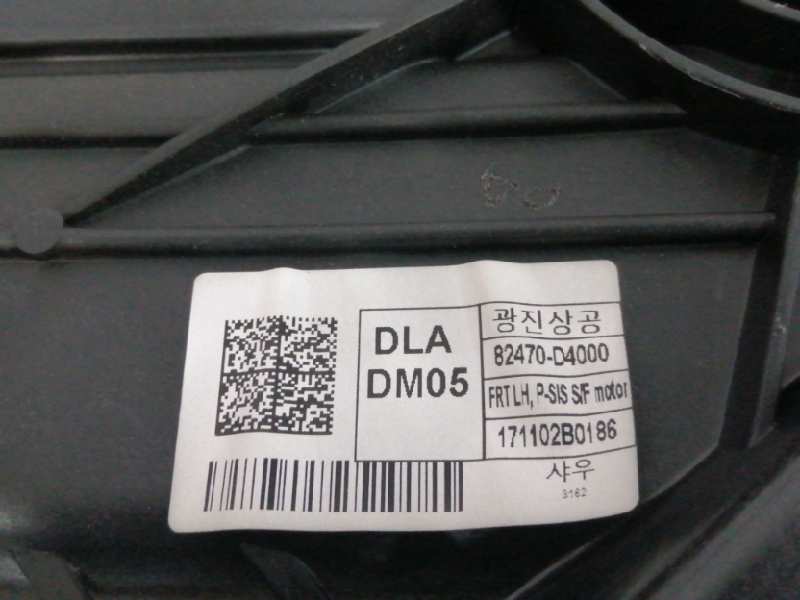 DLA
DM05
광진상공
82470-D4000
FRT LH, P-SIS S/F motor
171102B0186
샤우
3162